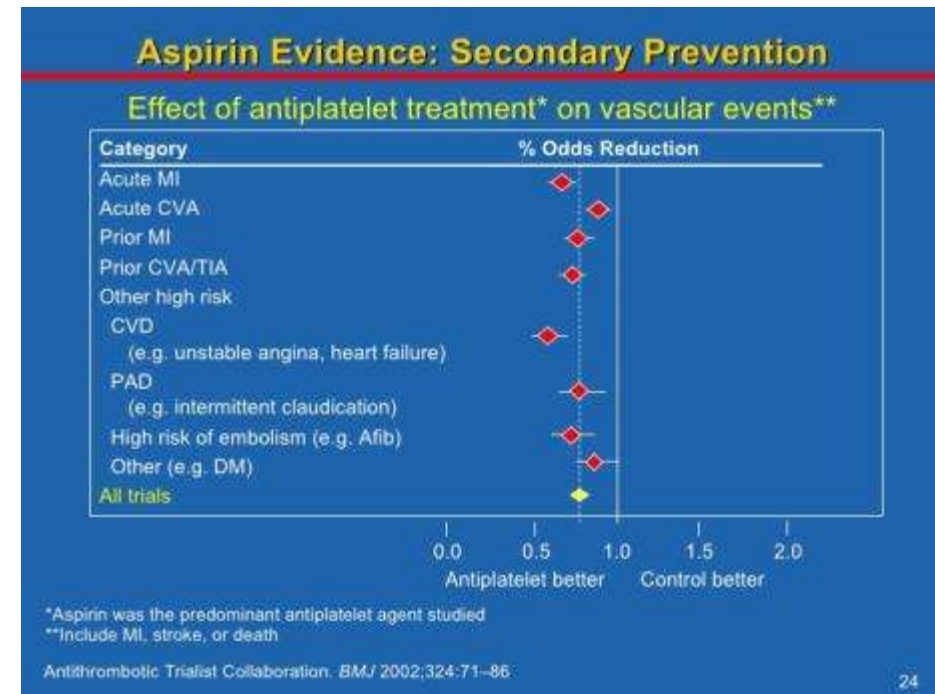 Aspirin Evidence: Secondary Prevention
Effect of antiplatelet treatment* on vascular events**
Category % Odds Reduction
Acute MI
Acute CVA
Prior MI
Prior CVA/TIA
Other high risk
CVD
(e.g. unstable angina, heart failure)
PAD
(e.g. intermittent claudication)
High risk of embolism (e.g. Afib)
Other (e.g. DM)
All trials
0.0 0.5 1.0 1.5 2.0
Antiplatelet better Control better
*Aspirin was the predominant antiplatelet agent studied
**Include MI, stroke, or death
Antithrombotic Trialist Collaboration. BMJ 2002;324:71–86
24